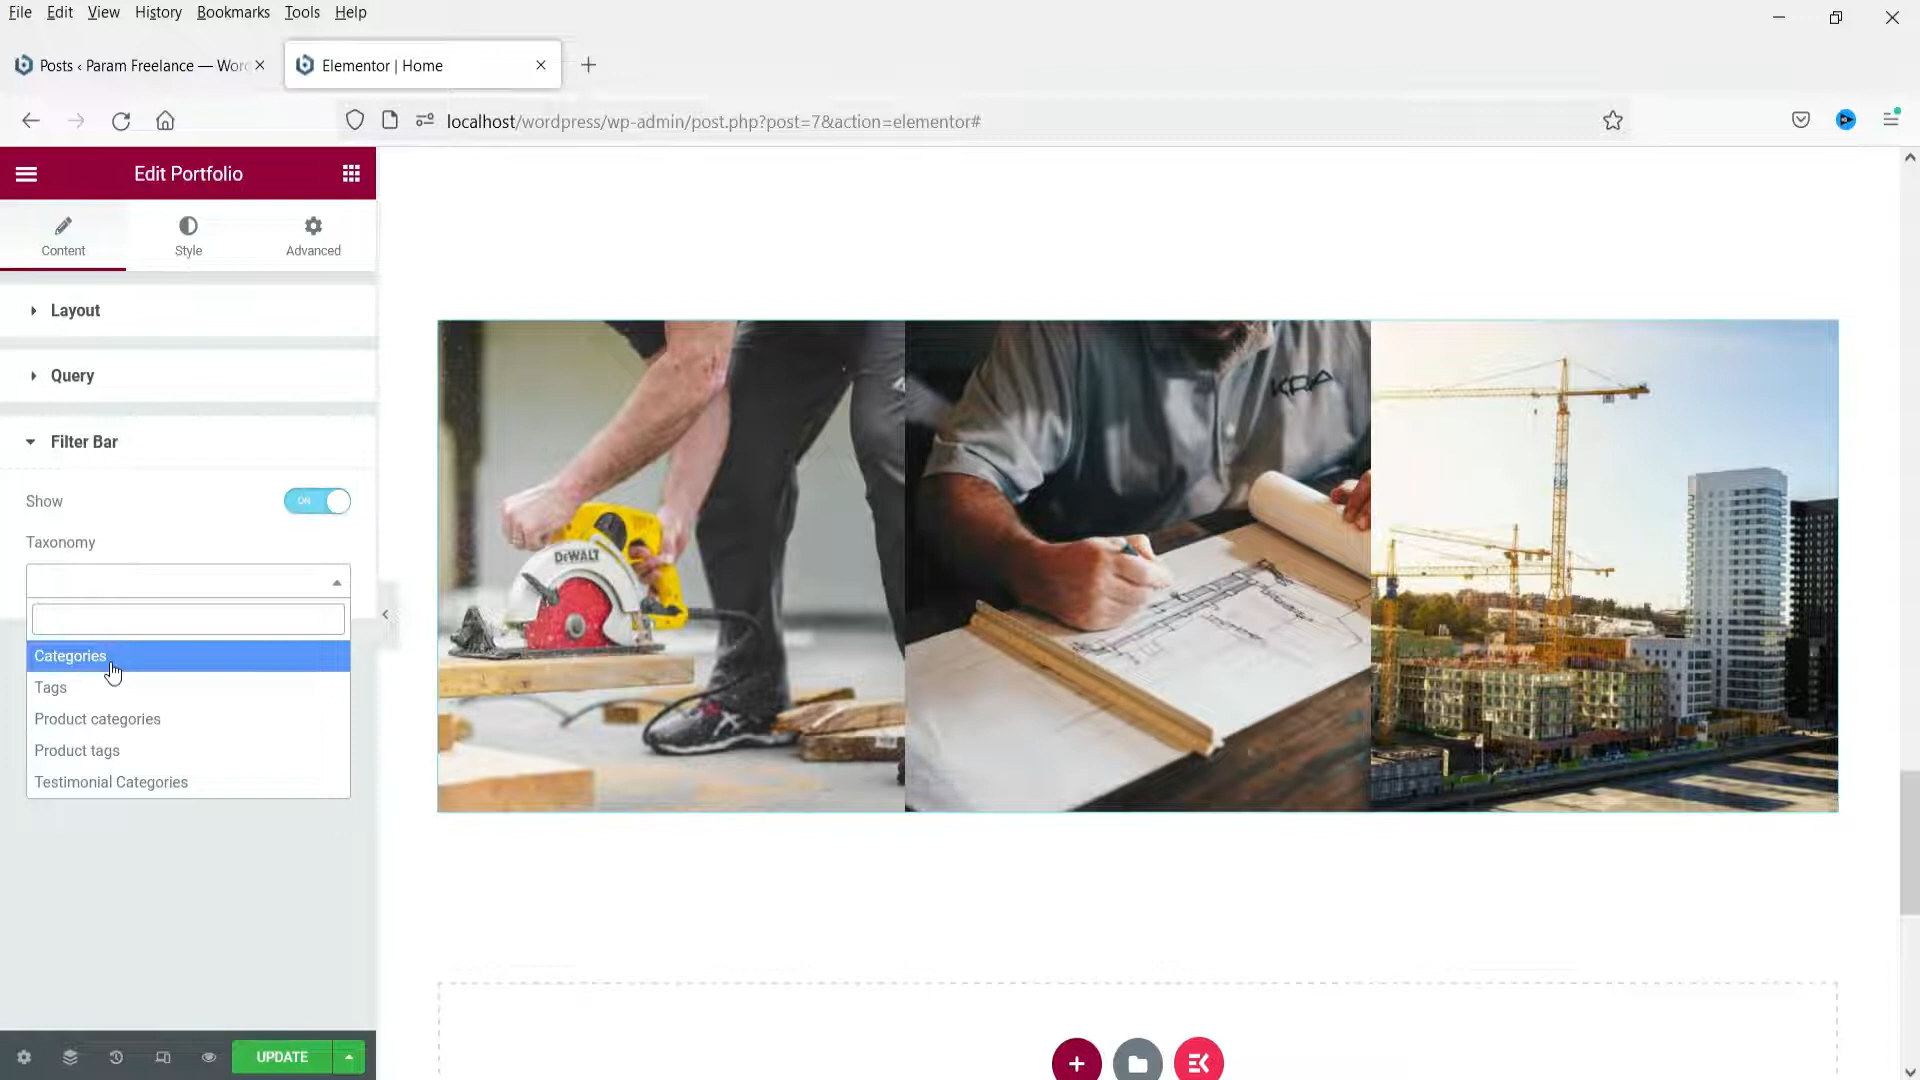 File Edit View History Bookmarks Tools Help
Posts ‹ Param Freelance — Word
Elementor | Home
localhost/wordpress/wp-admin/post.php?post=7&action=elementor#
Edit Portfolio
Content Style Advanced
Layout
Query
Filter Bar
Show ON
Taxonomy
Categories
Tags
Product categories
Product tags
Testimonial Categories
UPDATE
DEWALT
KRA